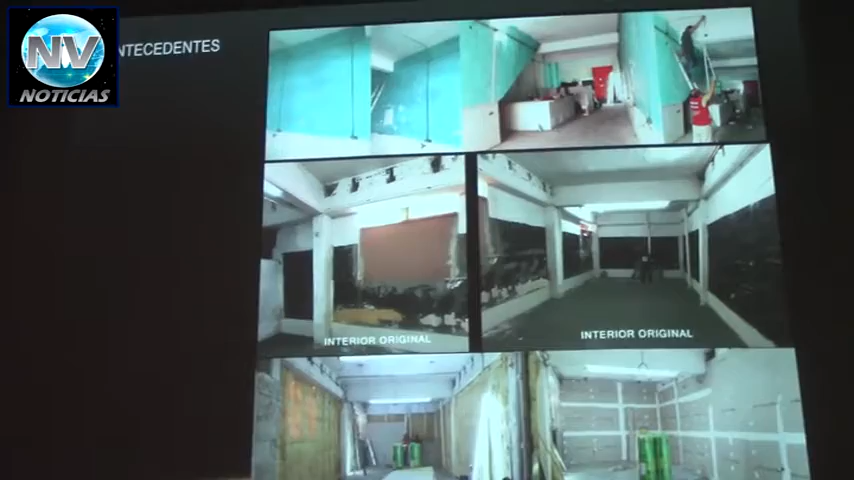 NV
NOTICIAS
NTECEDENTES
INTERIOR ORIGINAL
INTERIOR ORIGINAL